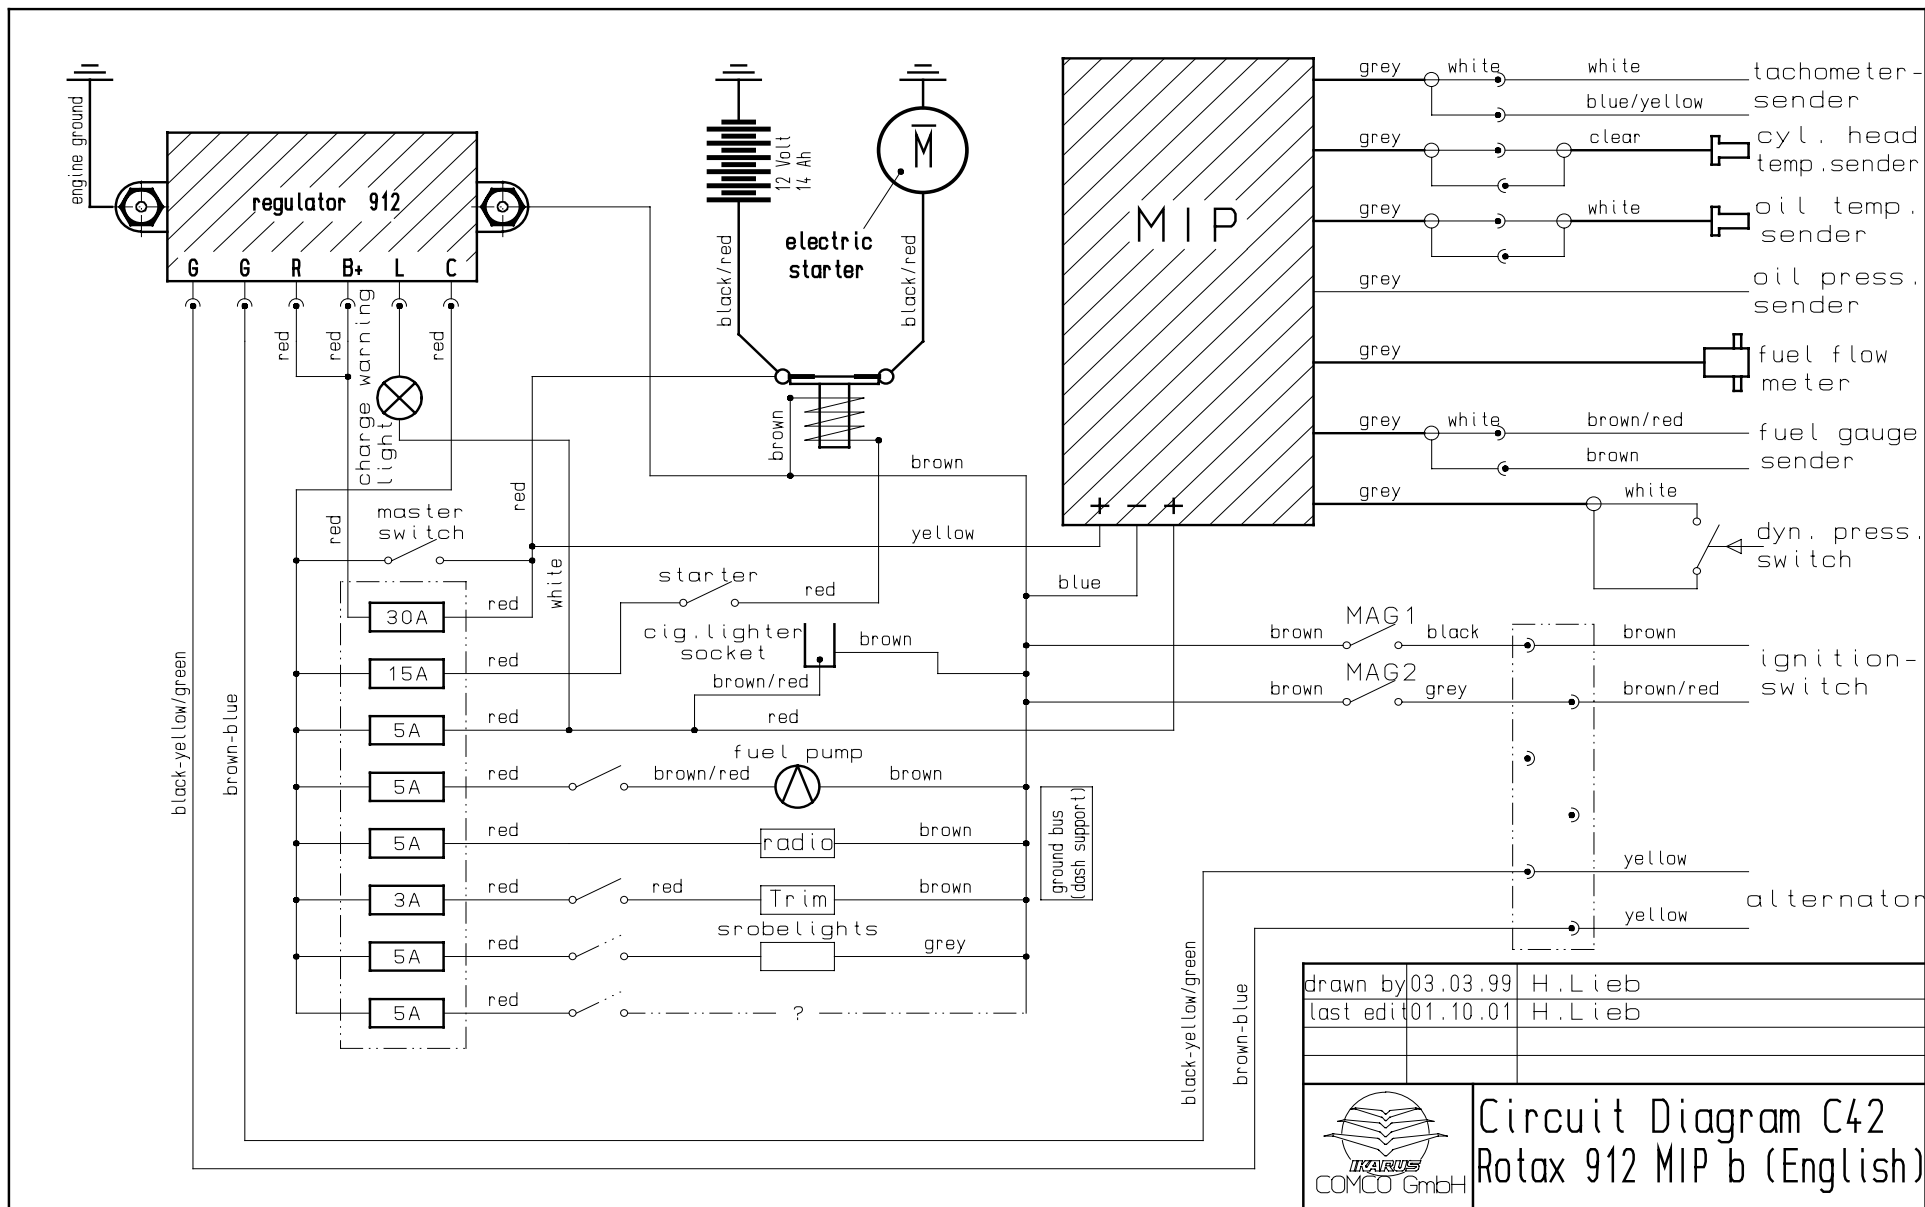 engine ground
regulator 912
G G R B+ L C
12 Volt
14 Ah
M
electric
starter
black/red
black/red
MIP
+ − +
grey white white
blue/yellow
tachometer-
sender
grey clear
cyl. head
temp.sender
grey white
oil temp.
sender
grey
oil press.
sender
grey
fuel flow
meter
grey white brown/red
brown
fuel gauge
sender
grey white
dyn. press.
switch
red
red
charge warning
light
red
brown
brown
red
red
master
switch
yellow
white
blue
starter
red
cig.lighter
socket
brown
brown/red
30A red
15A red
5A red red
fuel pump
5A red brown/red brown
5A red radio brown
3A red red Trim brown
srobelights
5A red grey
5A red ?
ground bus
(dash support)
black-yellow/green
brown-blue
MAG1
brown black brown
MAG2
brown grey brown/red
ignition-
switch
yellow
yellow
alternator
black-yellow/green
brown-blue
drawn by 03.03.99 H.Lieb
last edit 01.10.01 H.Lieb
IKARUS
COMCO GmbH
Circuit Diagram C42
Rotax 912 MIP b (English)